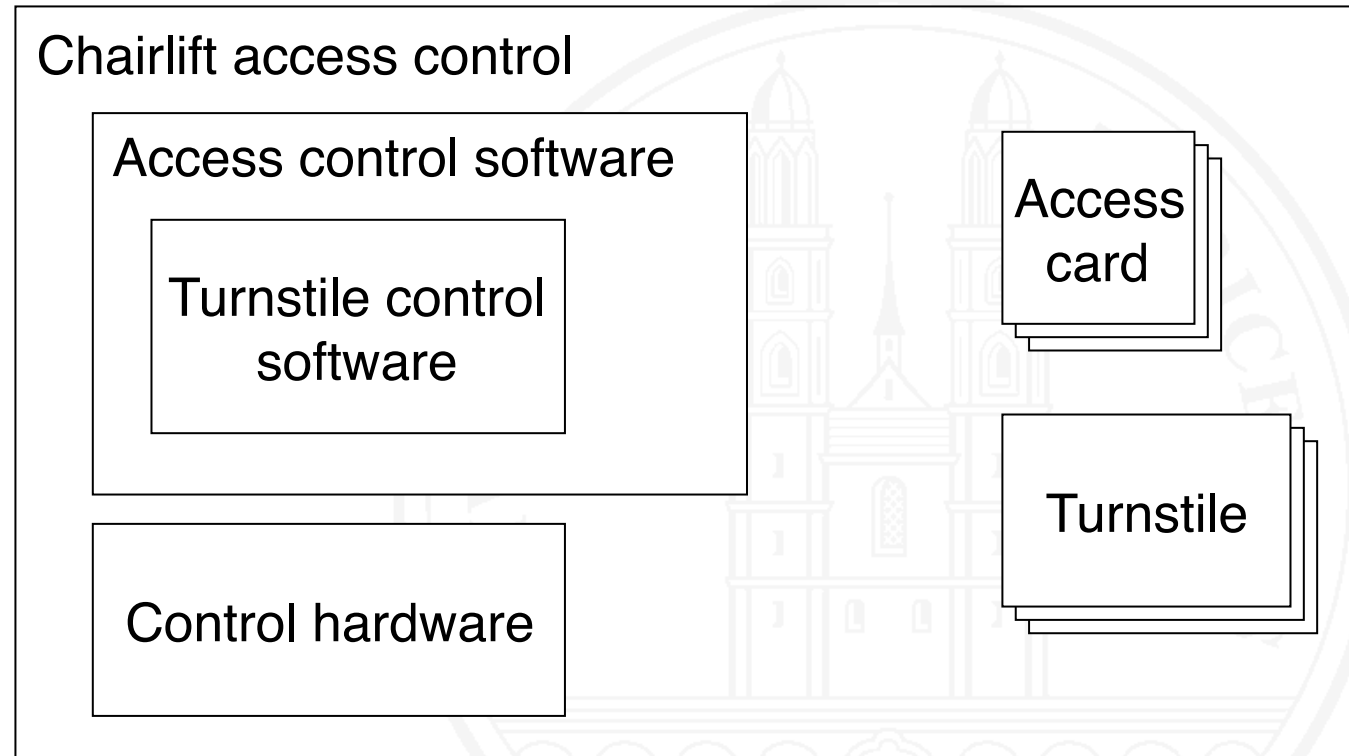 Chairlift access control
Access control software
Turnstile control
software
Control hardware
Access
card
Turnstile